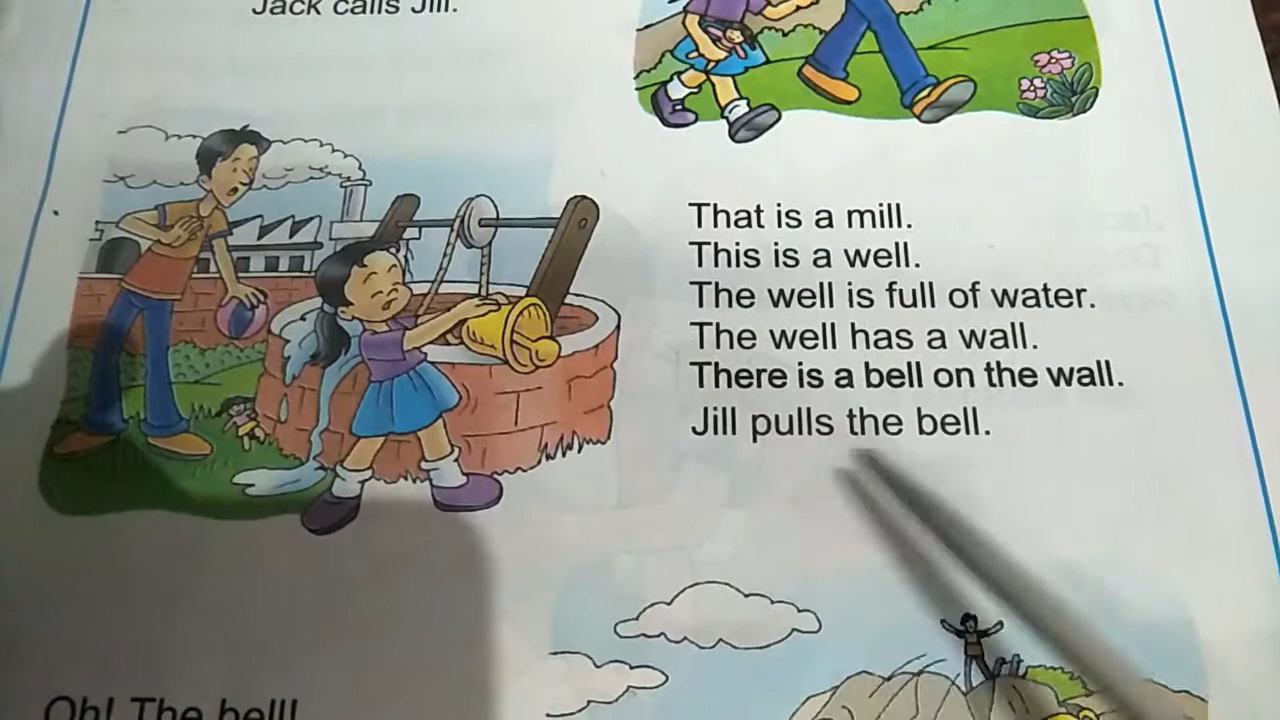 Jack calls Jill.
That is a mill.
This is a well.
The well is full of water.
The well has a wall.
There is a bell on the wall.
Jill pulls the bell.
Oh! The bell!